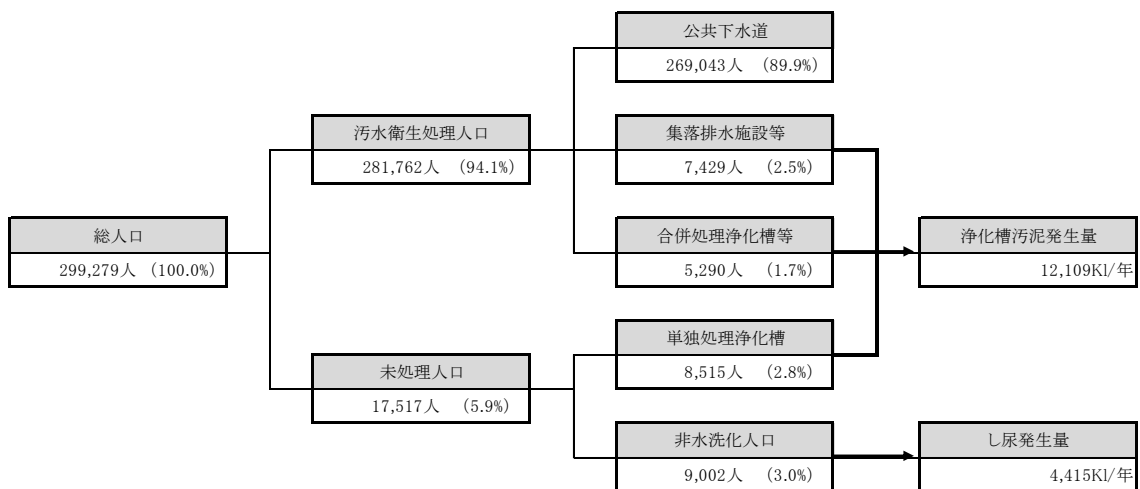 公共下水道
269,043人 (89.9%)
汚水衛生処理人口
281,762人 (94.1%)
集落排水施設等
7,429人 (2.5%)
総人口
299,279人 (100.0%)
合併処理浄化槽等
5,290人 (1.7%)
浄化槽汚泥発生量
12,109Kl/年
単独処理浄化槽
8,515人 (2.8%)
未処理人口
17,517人 (5.9%)
非水洗化人口
9,002人 (3.0%)
し尿発生量
4,415Kl/年